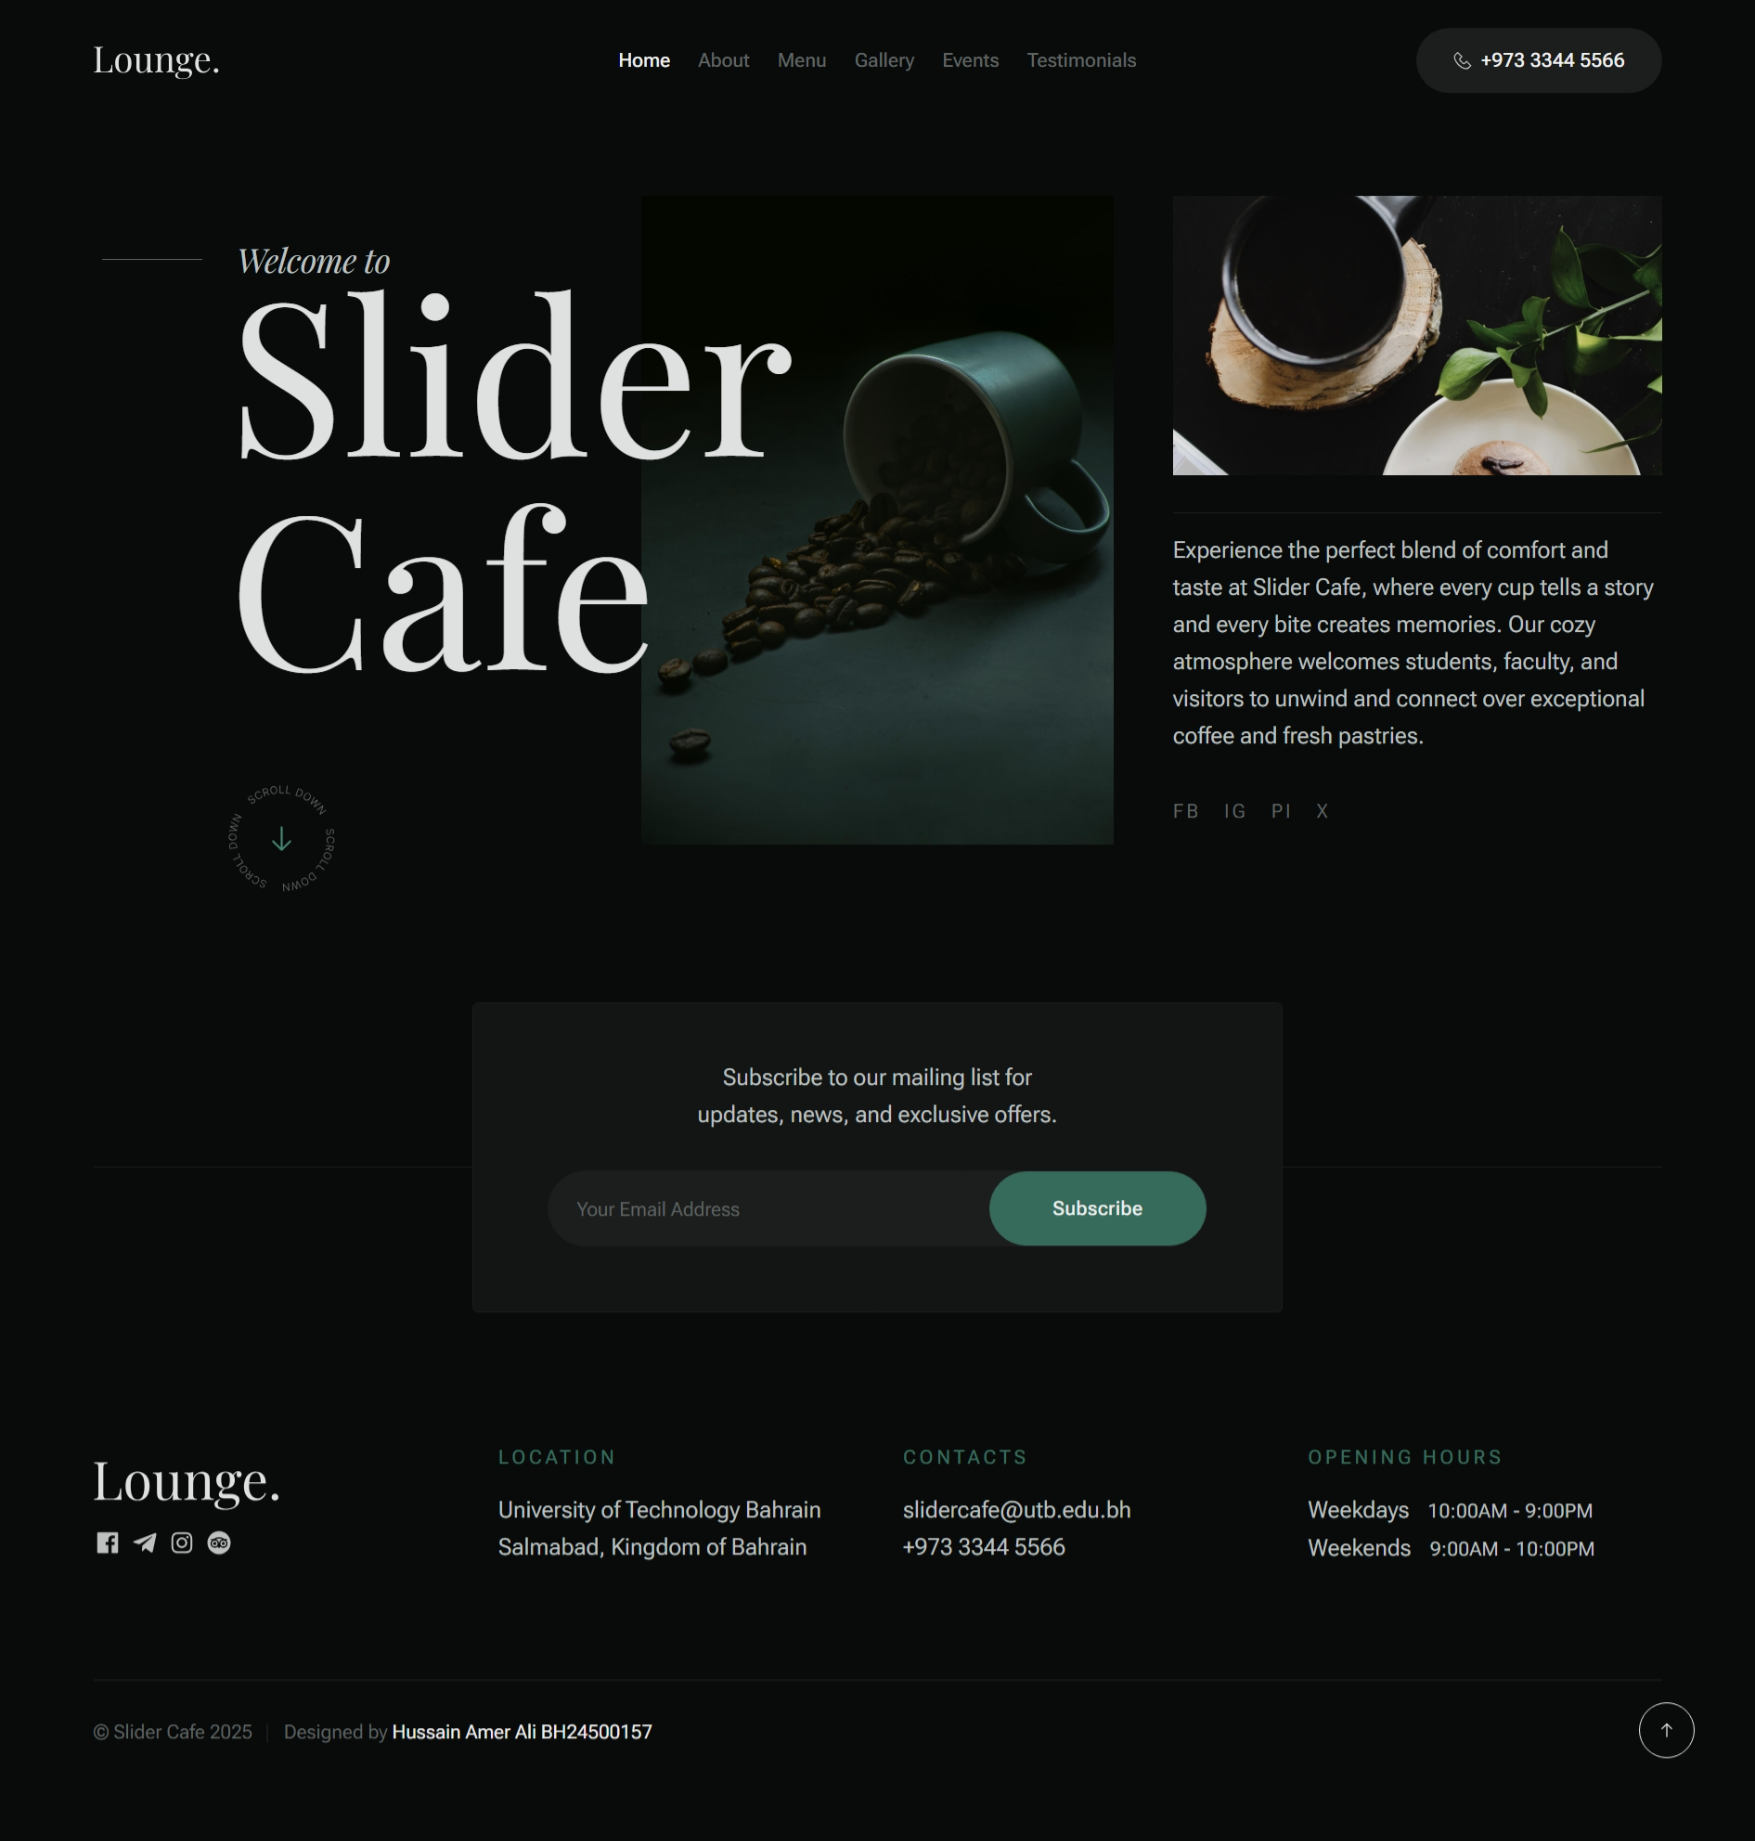 Lounge.
Home About Menu Gallery Events Testimonials
+973 3344 5566
Welcome to
Slider
Cafe
SCROLL DOWN SCROLL DOWN SCROLL DOWN
Experience the perfect blend of comfort and
taste at Slider Cafe, where every cup tells a story
and every bite creates memories. Our cozy
atmosphere welcomes students, faculty, and
visitors to unwind and connect over exceptional
coffee and fresh pastries.
FB IG PI X
Subscribe to our mailing list for
updates, news, and exclusive offers.
Your Email Address
Subscribe
Lounge.
LOCATION
University of Technology Bahrain
Salmabad, Kingdom of Bahrain
CONTACTS
slidercafe@utb.edu.bh
+973 3344 5566
OPENING HOURS
Weekdays 10:00AM - 9:00PM
Weekends 9:00AM - 10:00PM
© Slider Cafe 2025 | Designed by Hussain Amer Ali BH24500157